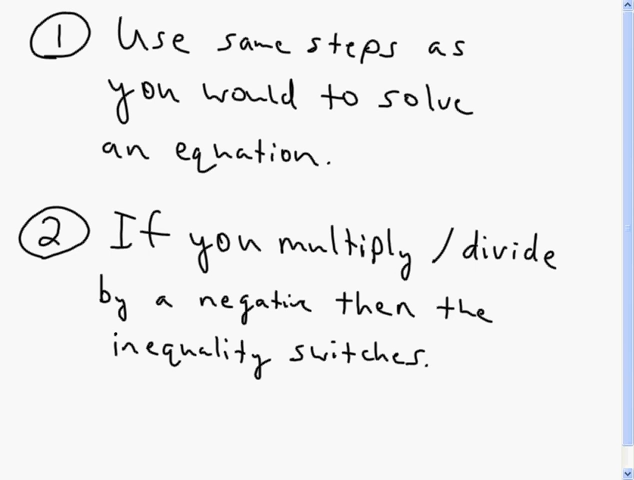 ① Use same steps as
you would to solve
an equation.
② If you multiply / divide
by a negative then the
inequality switches.